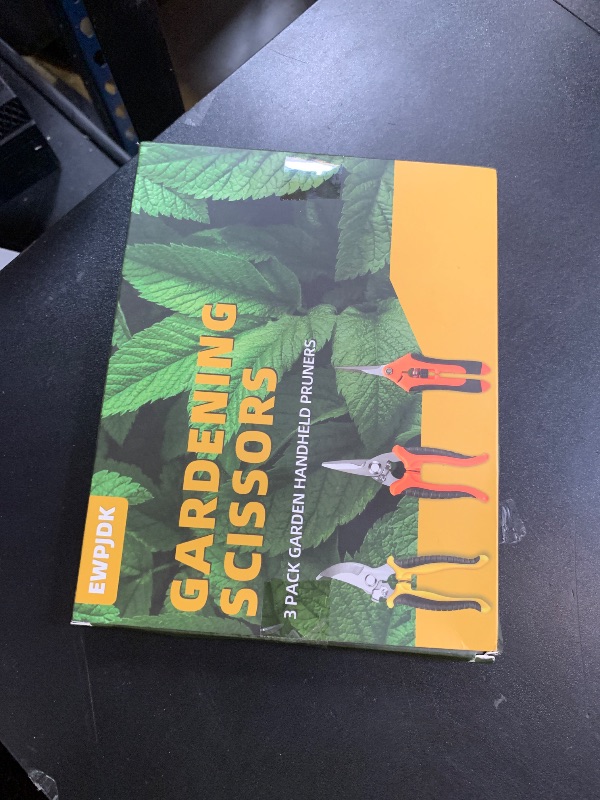 EWPJDK
GARDENING
SCISSORS
3 PACK GARDEN HANDHELD PRUNERS